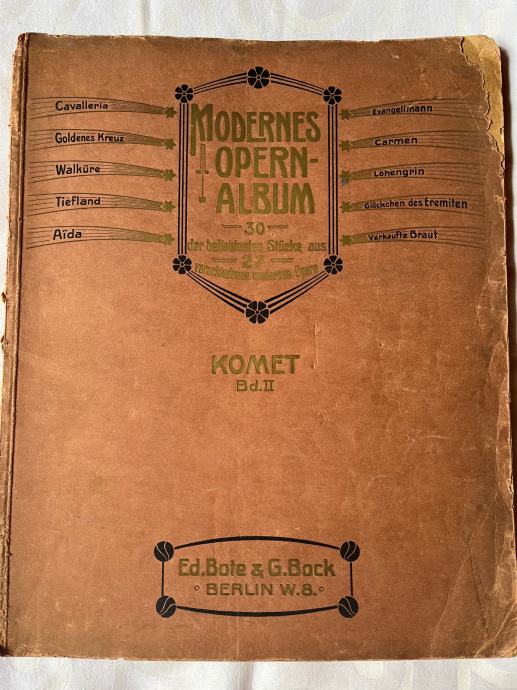 MODERNES
OPERN-
ALBUM
30
der beliebtesten Stücke aus
27
verschiedenen modernen Opern
Cavalleria
Goldenes Kreuz
Walküre
Tiefland
Aïda
Evangelimann
Carmen
Lohengrin
Glöckchen des Eremiten
Verkaufte Braut
KOMET
Bd. II
Ed. Bote & G. Bock
BERLIN W. 8.